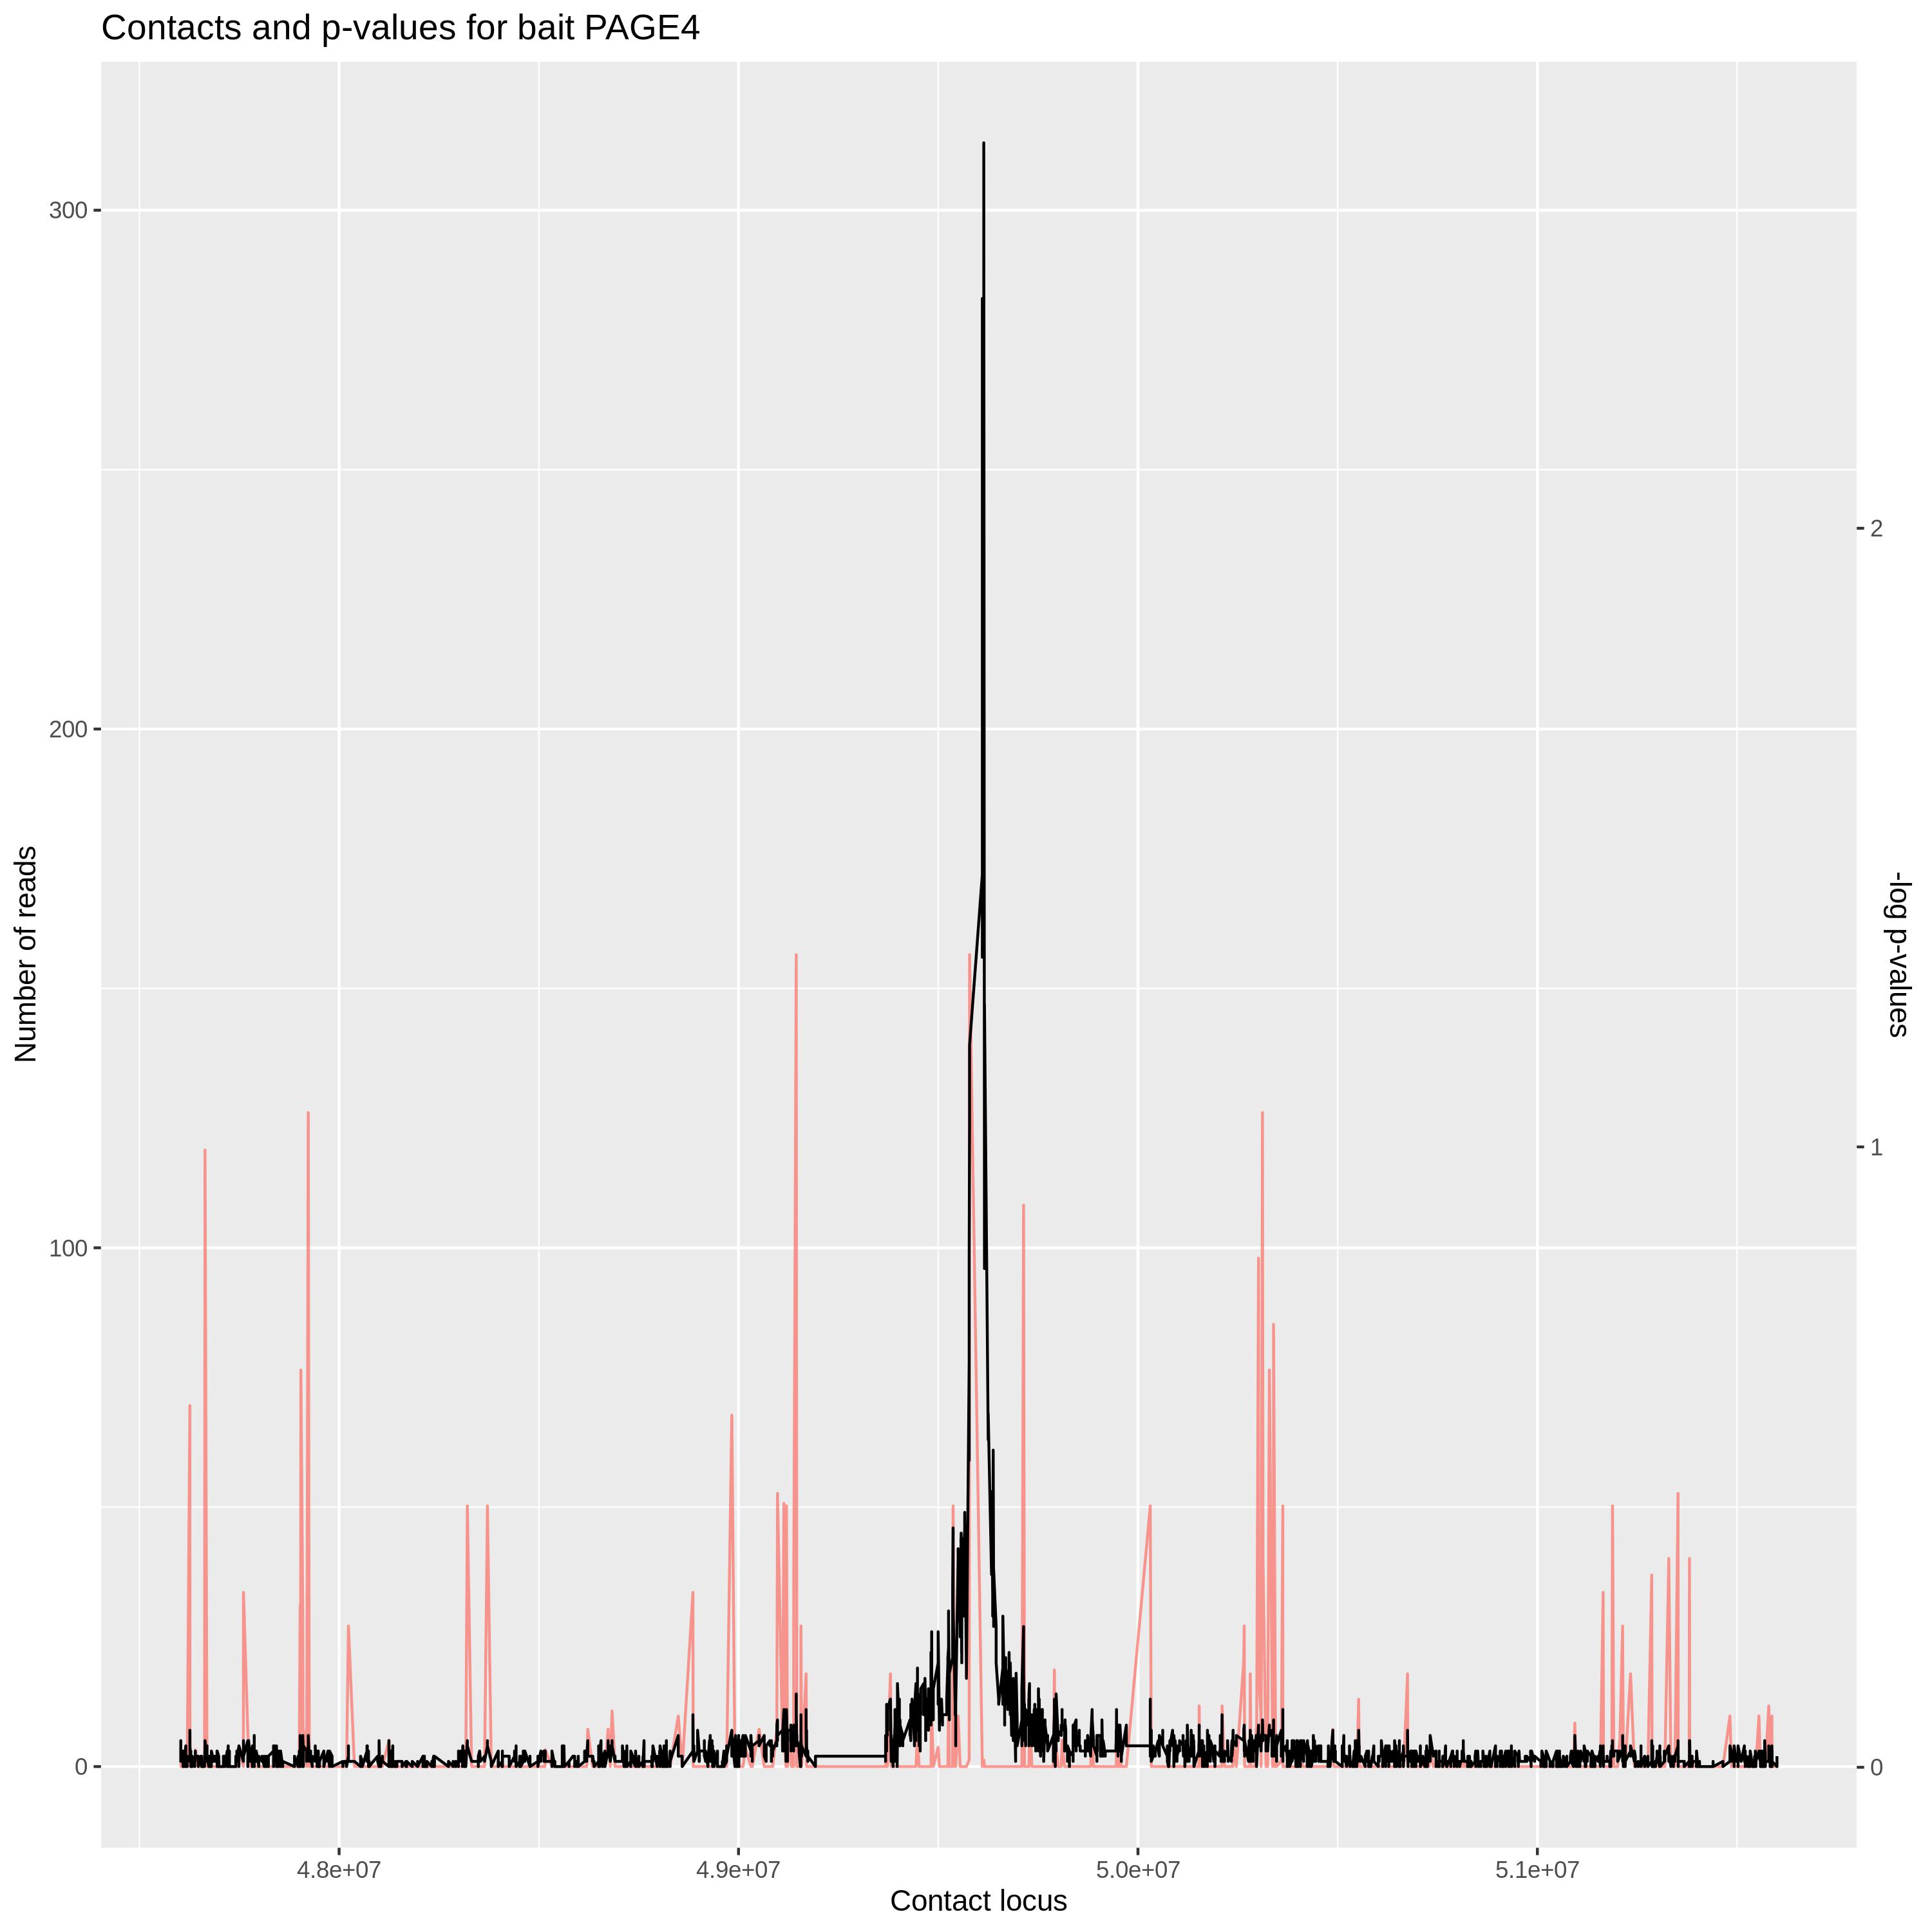 Contacts and p-values for bait PAGE4
300
200
100
0
Number of reads
2
1
0
-log p-values
4.8e+07
4.9e+07
5.0e+07
5.1e+07
Contact locus